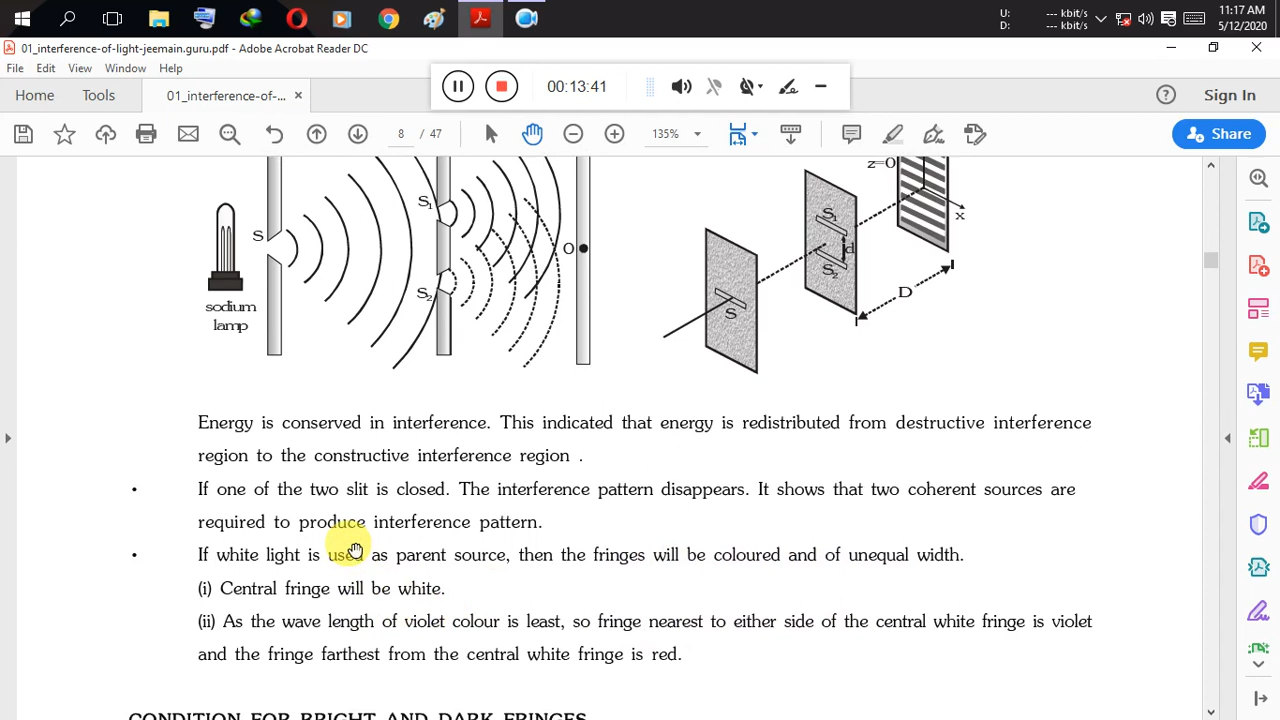 U: --- kbit/s
D: --- kbit/s
11:17 AM
5/12/2020
01_interference-of-light-jeemain.guru.pdf - Adobe Acrobat Reader DC
File Edit View Window Help
00:13:41
Home Tools 01_interference-of-... Sign In
8 / 47 135% Share
z=0
x
S
S1
S2
O
sodium
lamp
S1
d
S2
D
S
Energy is conserved in interference. This indicated that energy is redistributed from destructive interference
region to the constructive interference region .
• If one of the two slit is closed. The interference pattern disappears. It shows that two coherent sources are
required to produce interference pattern.
• If white light is used as parent source, then the fringes will be coloured and of unequal width.
(i) Central fringe will be white.
(ii) As the wave length of violet colour is least, so fringe nearest to either side of the central white fringe is violet
and the fringe farthest from the central white fringe is red.
CONDITION FOR BRIGHT AND DARK FRINGES